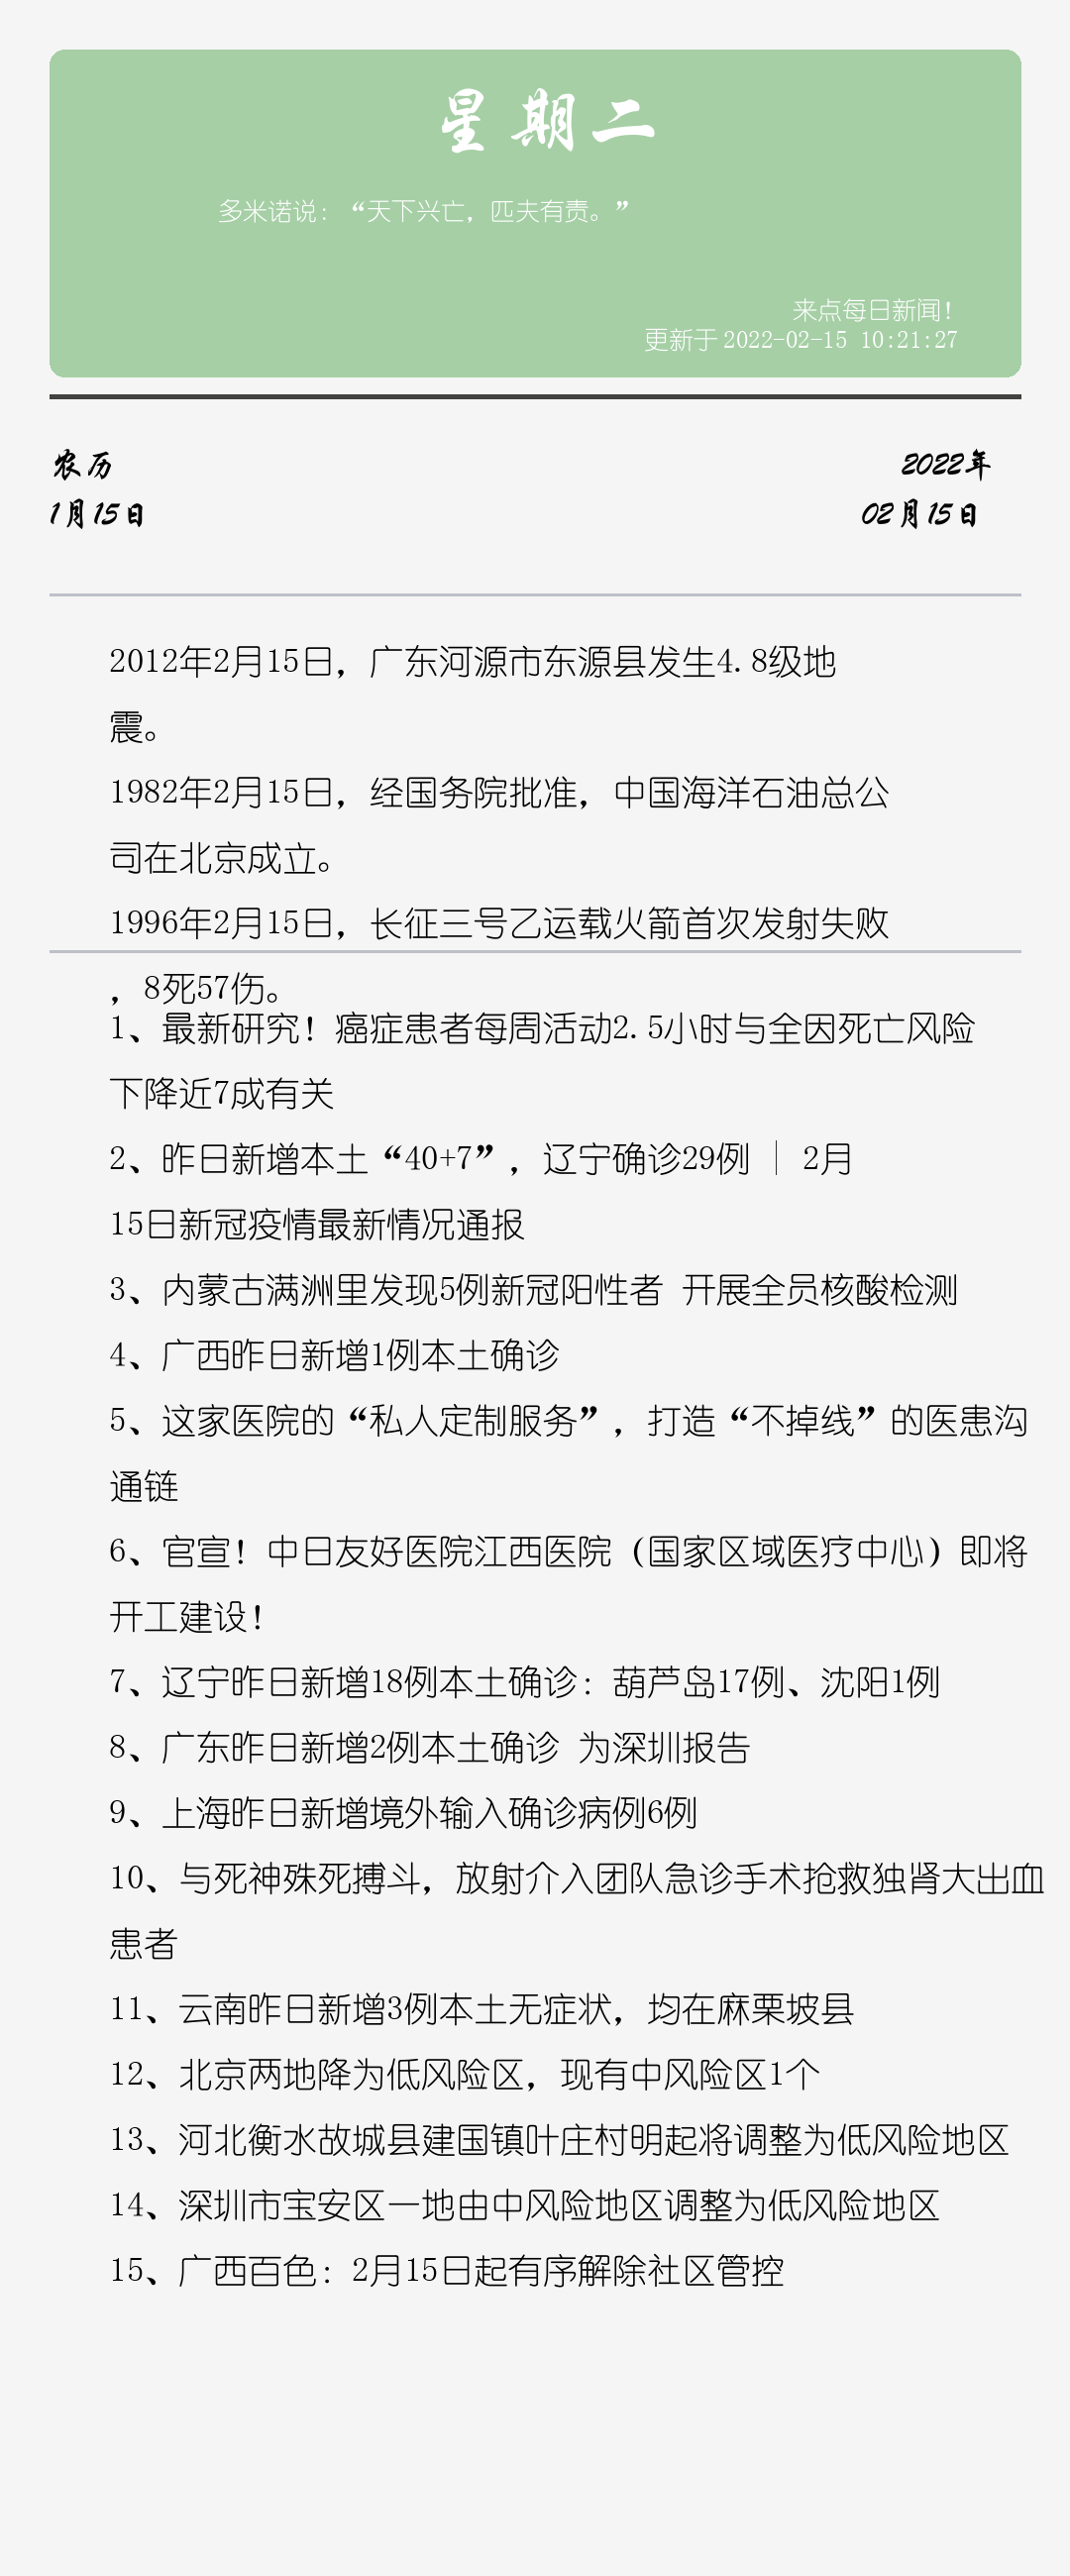 星期二
多米诺说：“天下兴亡，匹夫有责。”
来点每日新闻！
更新于 2022-02-15 10:21:27
农历
2022年
1月15日
02月15日
2012年2月15日，广东河源市东源县发生4.8级地
震。
1982年2月15日，经国务院批准，中国海洋石油总公
司在北京成立。
1996年2月15日，长征三号乙运载火箭首次发射失败
，8死57伤。
1、最新研究！癌症患者每周活动2.5小时与全因死亡风险
下降近7成有关
2、昨日新增本土“40+7”，辽宁确诊29例｜2月
15日新冠疫情最新情况通报
3、内蒙古满洲里发现5例新冠阳性者 开展全员核酸检测
4、广西昨日新增1例本土确诊
5、这家医院的“私人定制服务”，打造“不掉线”的医患沟
通链
6、官宣！中日友好医院江西医院（国家区域医疗中心）即将
开工建设！
7、辽宁昨日新增18例本土确诊：葫芦岛17例、沈阳1例
8、广东昨日新增2例本土确诊 为深圳报告
9、上海昨日新增境外输入确诊病例6例
10、与死神殊死搏斗，放射介入团队急诊手术抢救独肾大出血
患者
11、云南昨日新增3例本土无症状，均在麻栗坡县
12、北京两地降为低风险区，现有中风险区1个
13、河北衡水故城县建国镇叶庄村明起将调整为低风险地区
14、深圳市宝安区一地由中风险地区调整为低风险地区
15、广西百色：2月15日起有序解除社区管控